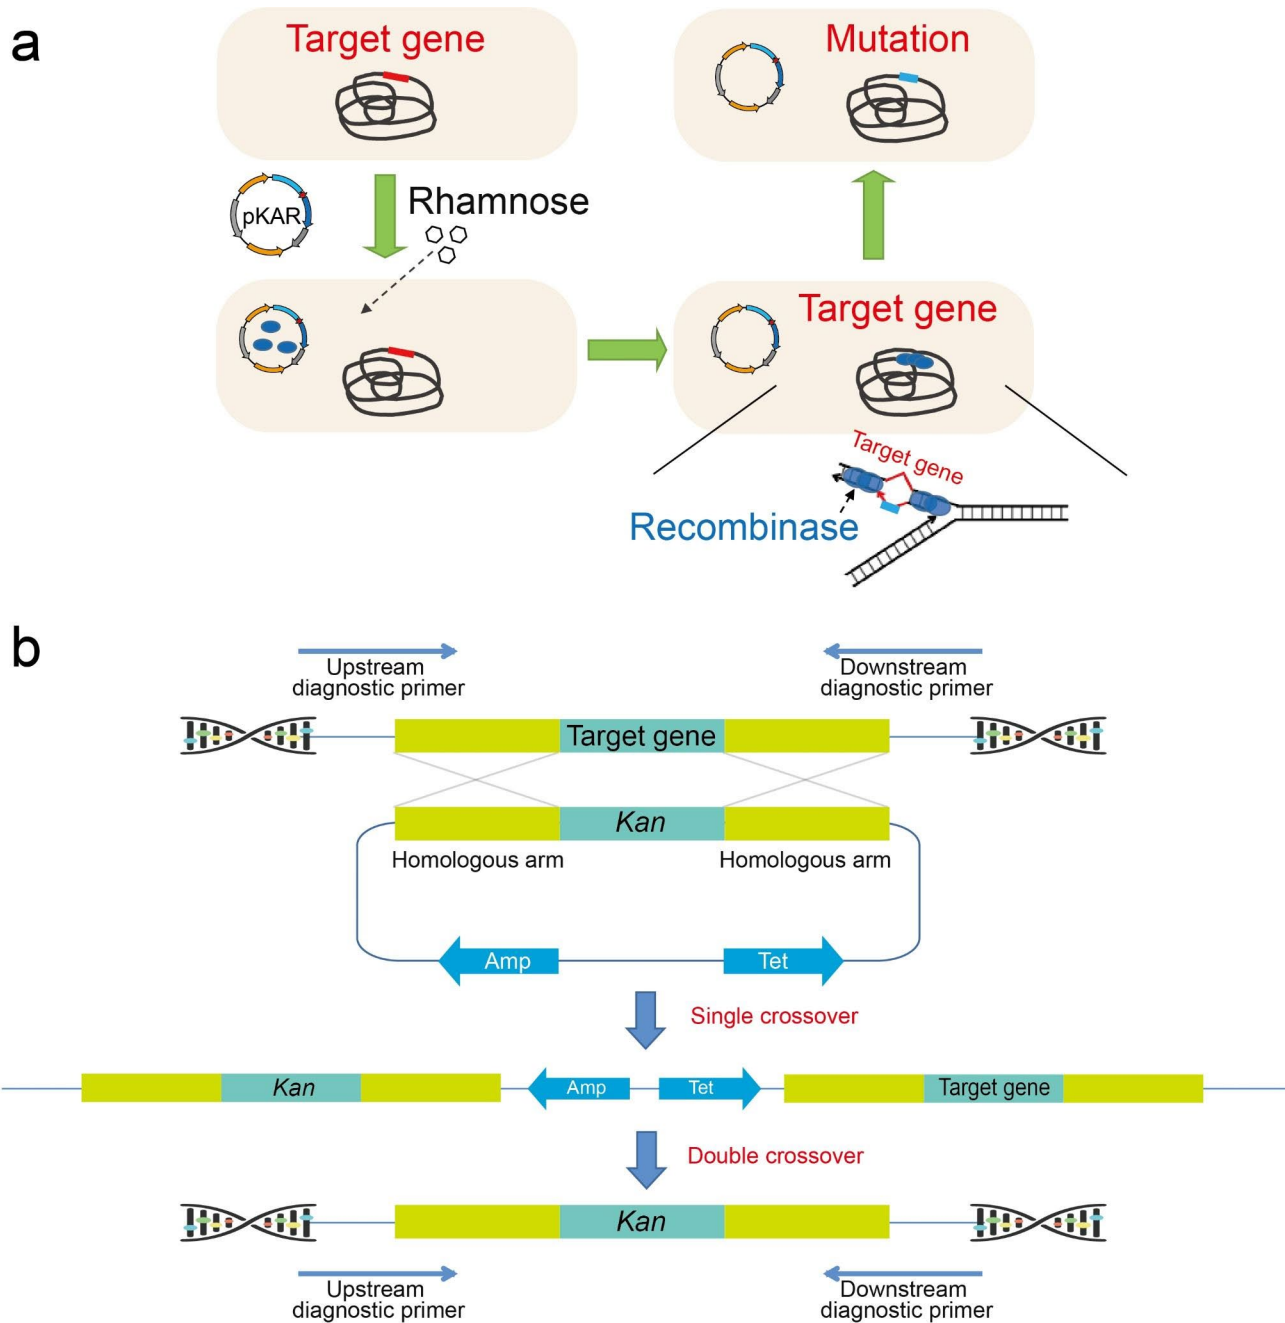 a
Target gene
Mutation
pKAR
Rhamnose
Target gene
Target gene
Recombinase
b
Upstream
diagnostic primer
Downstream
diagnostic primer
Target gene
Kan
Homologous arm
Homologous arm
Amp
Tet
Single crossover
Kan
Amp
Tet
Target gene
Double crossover
Kan
Upstream
diagnostic primer
Downstream
diagnostic primer